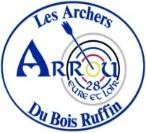 Les Archers
ARROU
28
EURE ET LOIR
Du Bois Ruffin